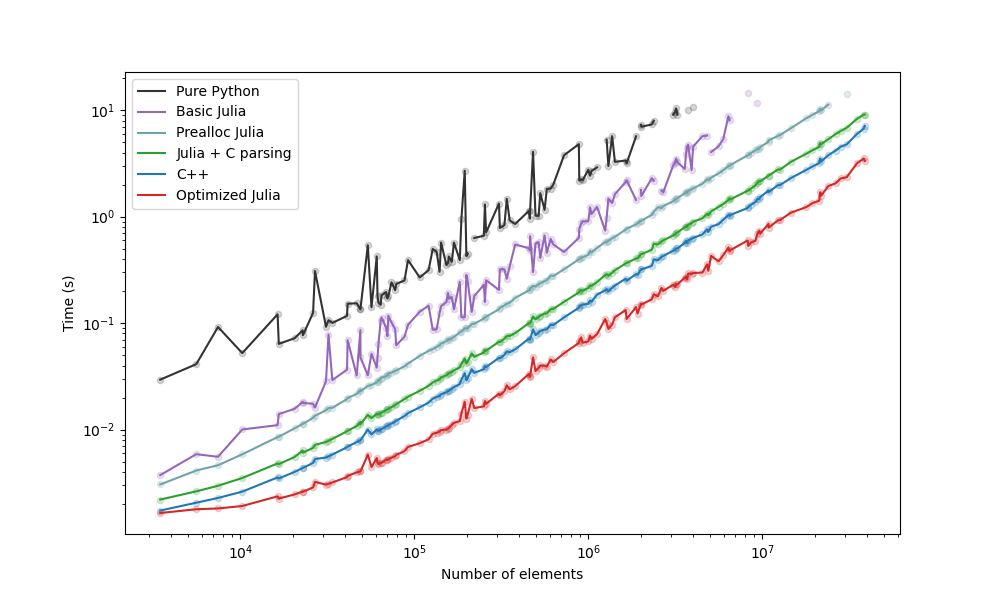 Pure Python
Basic Julia
Prealloc Julia
Julia + C parsing
C++
Optimized Julia
10¹
10⁰
10⁻¹
10⁻²
Time (s)
10⁴ 10⁵ 10⁶ 10⁷
Number of elements